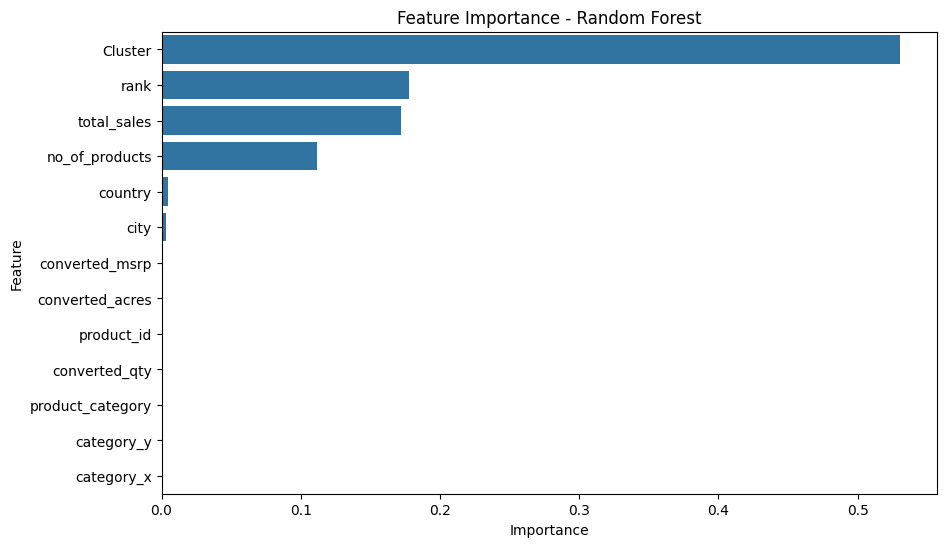 Feature Importance - Random Forest
Cluster
rank
total_sales
no_of_products
country
city
converted_msrp
converted_acres
product_id
converted_qty
product_category
category_y
category_x
Feature
0.0 0.1 0.2 0.3 0.4 0.5
Importance